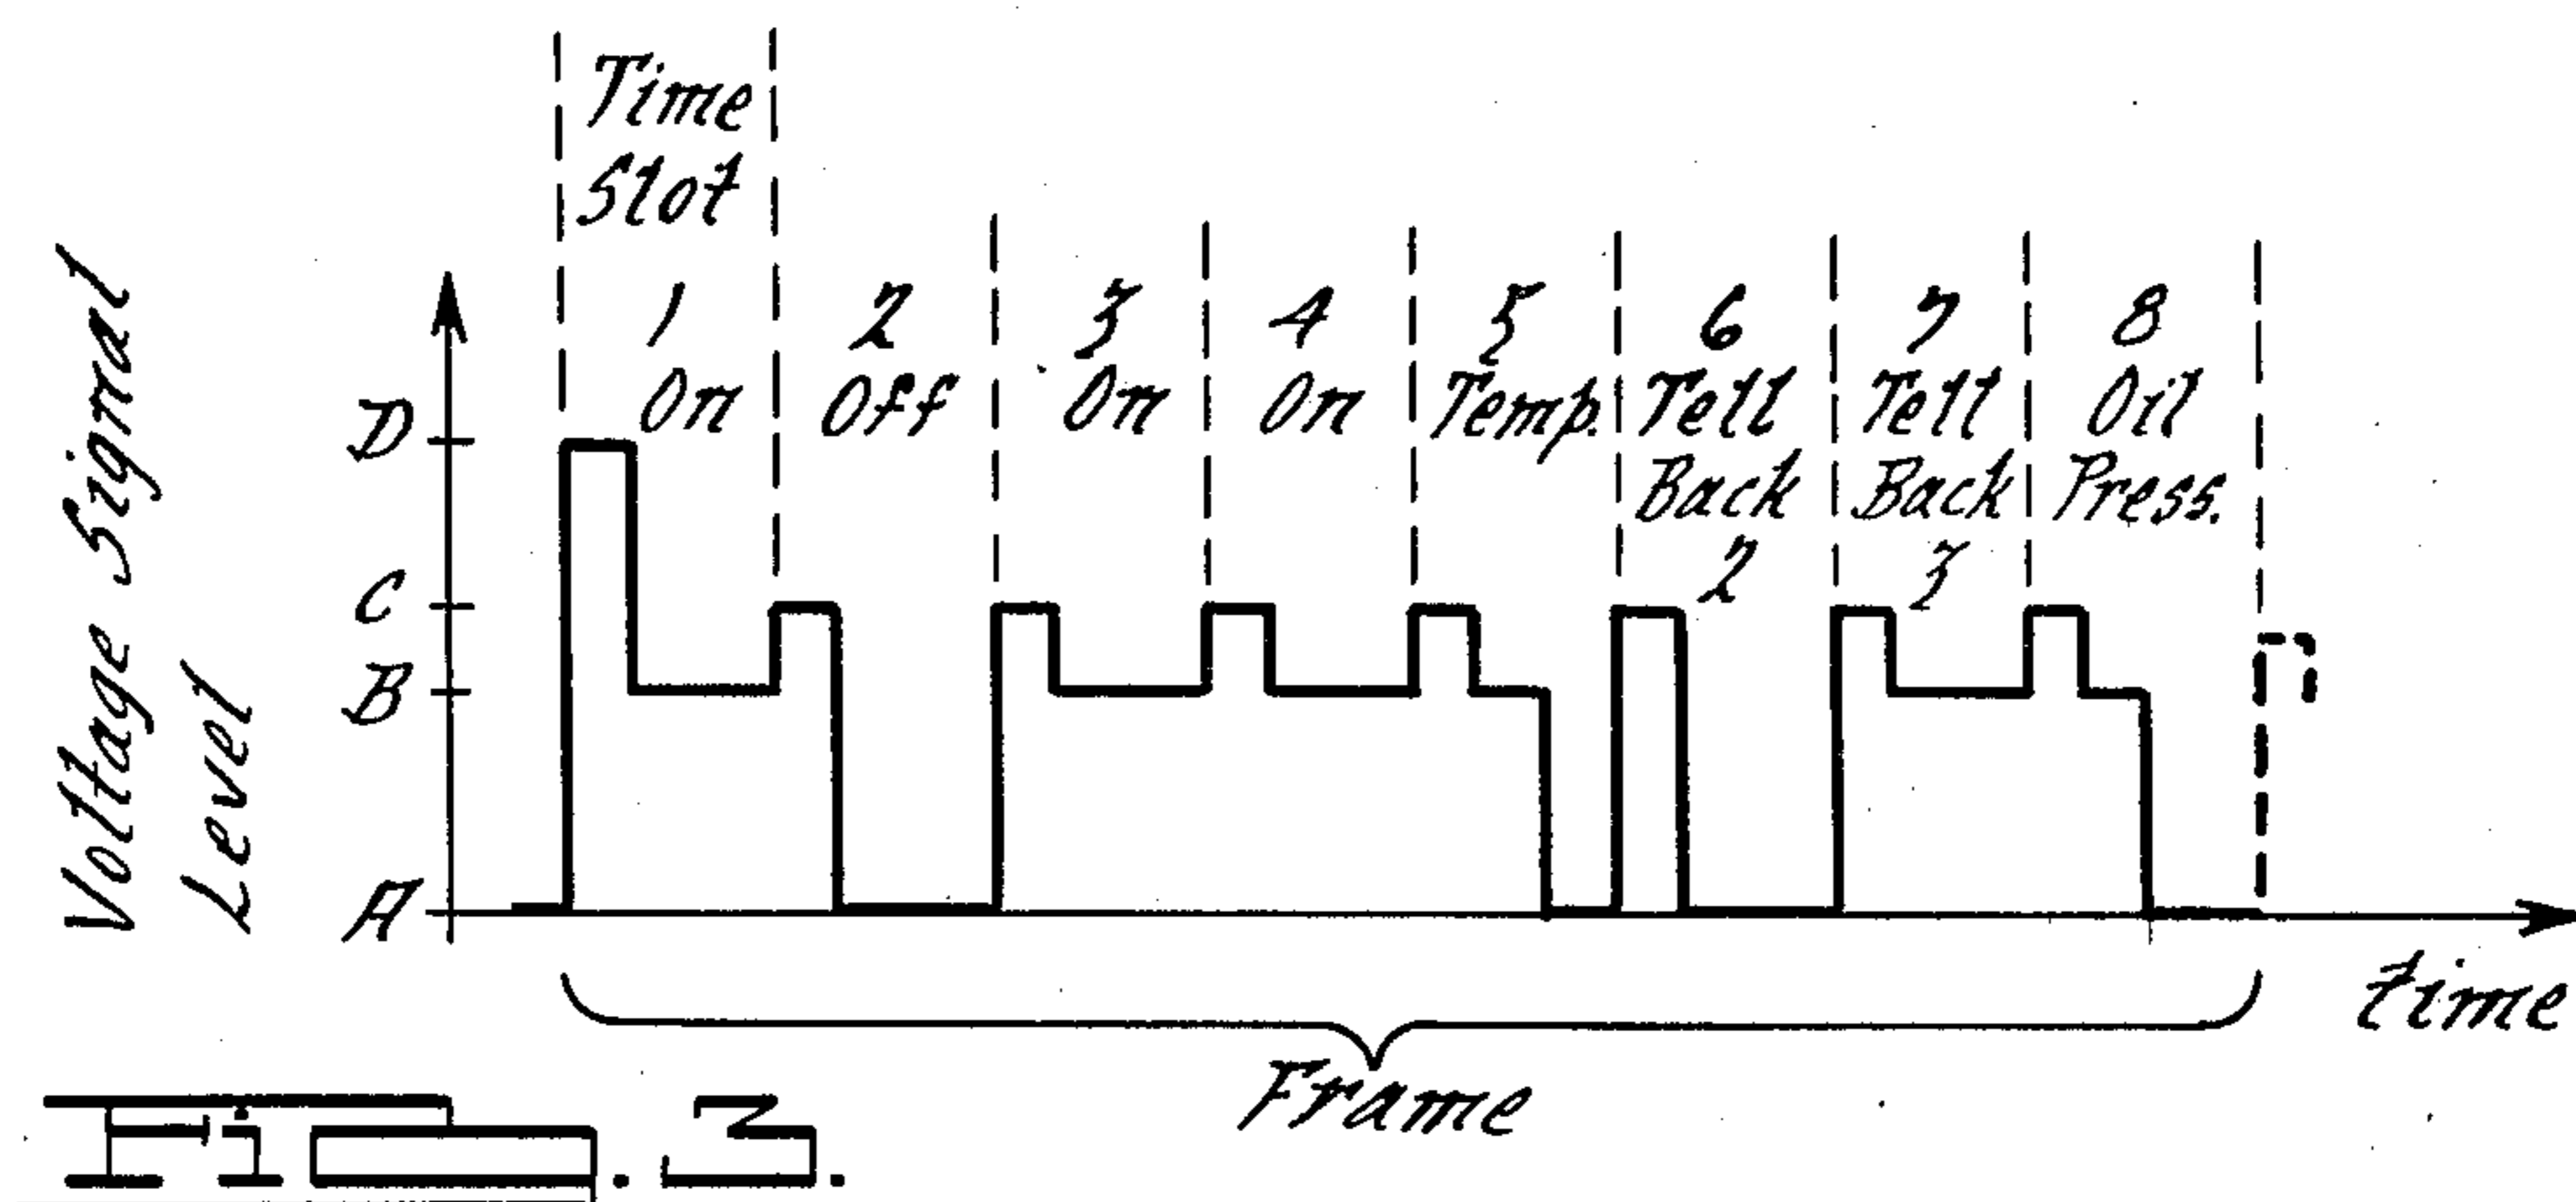 Time
Slot
1 2 3 4 5 6 7 8
On Off On On Temp. Tell Tell Oil
Back Back Press.
2 3
D
C
B
A
Voltage Signal
Level
time
Frame
Fig. 3.